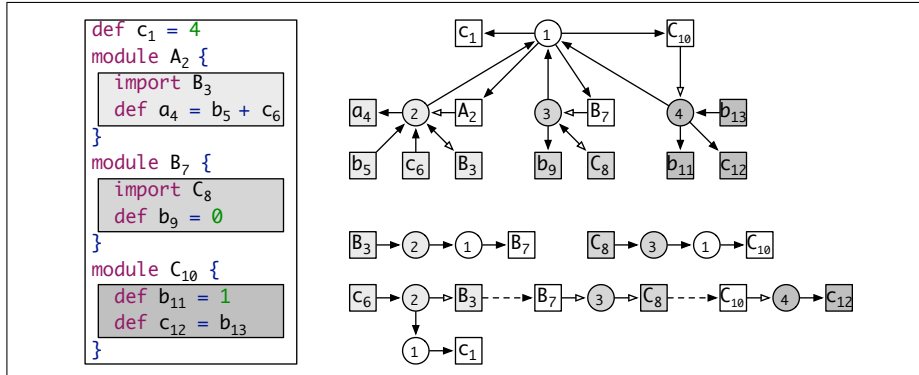 def c₁ = 4
module A₂ {
import B₃
def a₄ = b₅ + c₆
}
module B₇ {
import C₈
def b₉ = 0
}
module C₁₀ {
def b₁₁ = 1
def c₁₂ = b₁₃
}
c₁ 1 C₁₀
a₄ 2 A₂ 3 B₇ 4 b₁₃
b₅ c₆ B₃ b₉ C₈ b₁₁ c₁₂
B₃ 2 1 B₇ C₈ 3 1 C₁₀
c₆ 2 B₃ B₇ 3 C₈ C₁₀ 4 c₁₂
1 c₁